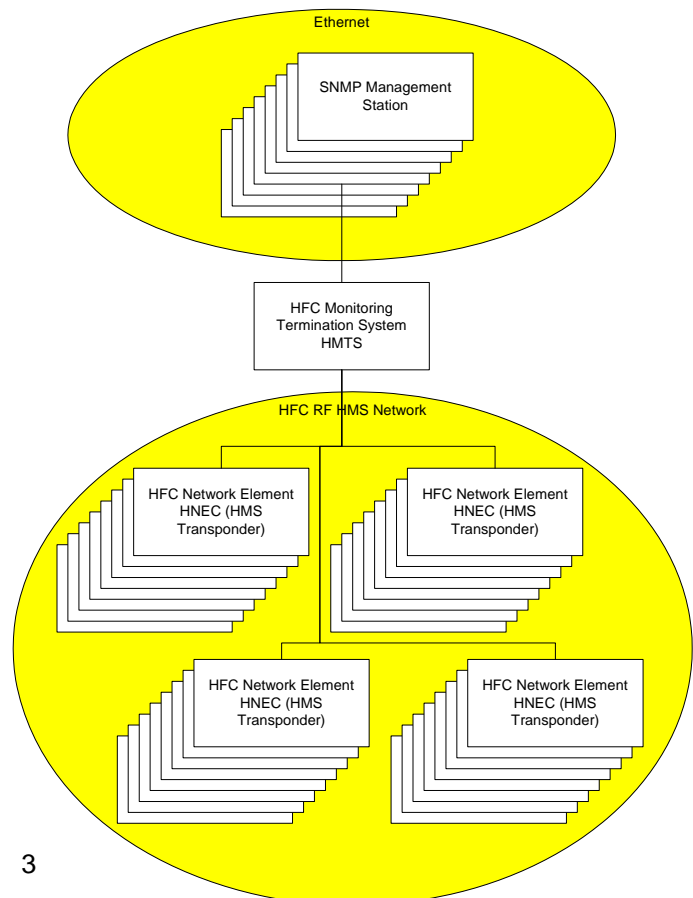 Ethernet
SNMP Management
Station
HFC Monitoring
Termination System
HMTS
HFC RF HMS Network
HFC Network Element
HNEC (HMS
Transponder)
HFC Network Element
HNEC (HMS
Transponder)
HFC Network Element
HNEC (HMS
Transponder)
HFC Network Element
HNEC (HMS
Transponder)
3